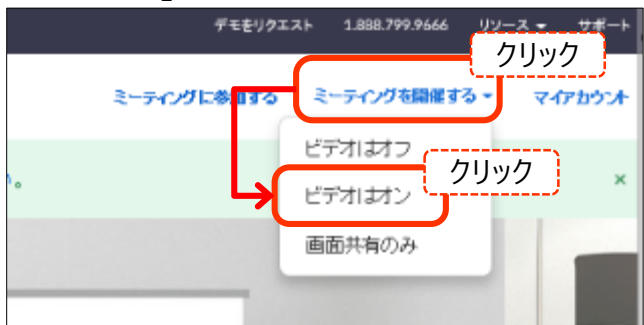 デモをリクエスト 1.888.799.9666 リソース サポート
クリック
ミーティングに参加する ミーティングを開催する マイアカウント
ビデオはオフ
クリック
い。
ビデオはオン ×
画面共有のみ